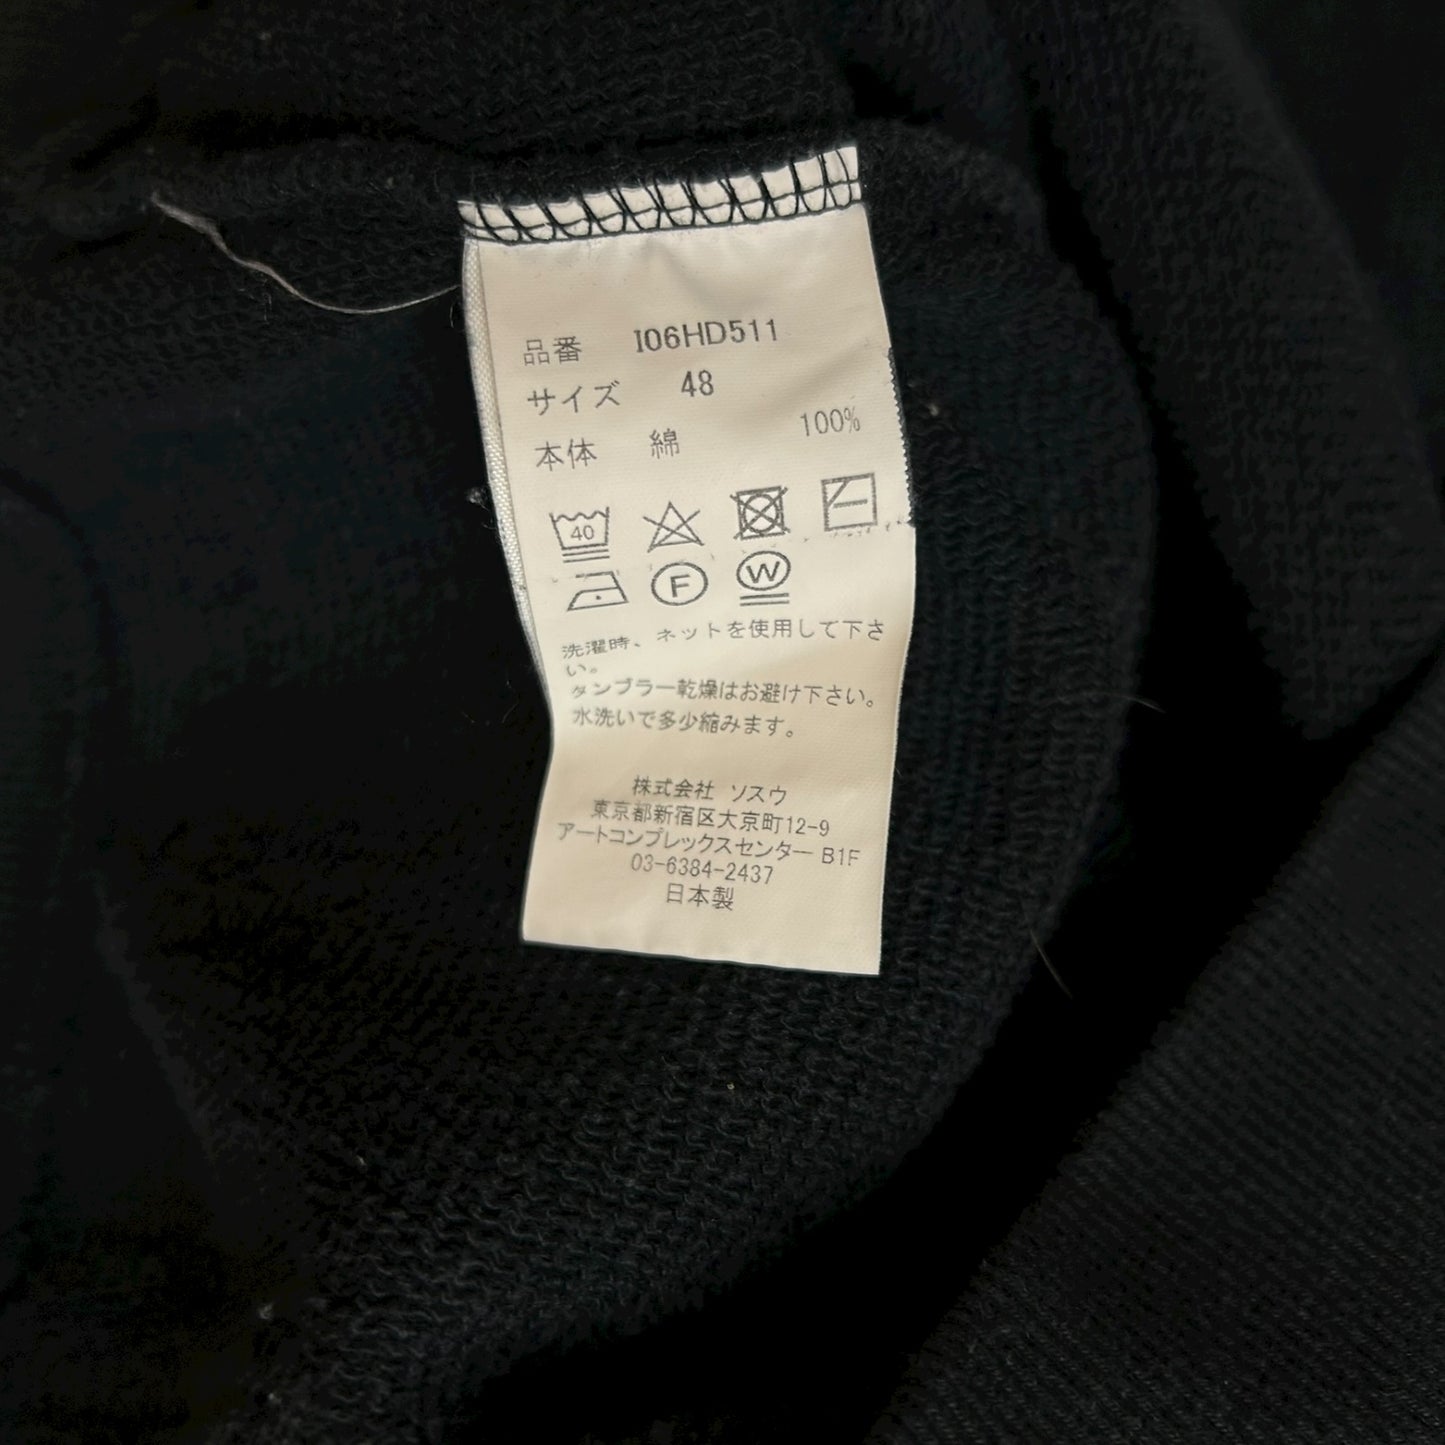 品番 I06HD511
サイズ 48
本体 綿 100%
40
F W
洗濯時、ネットを使用して下さ
い。
タンブラー乾燥はお避け下さい。
水洗いで多少縮みます。
株式会社 ソスウ
東京都新宿区大京町12-9
アートコンプレックスセンター B1F
03-6384-2437
日本製